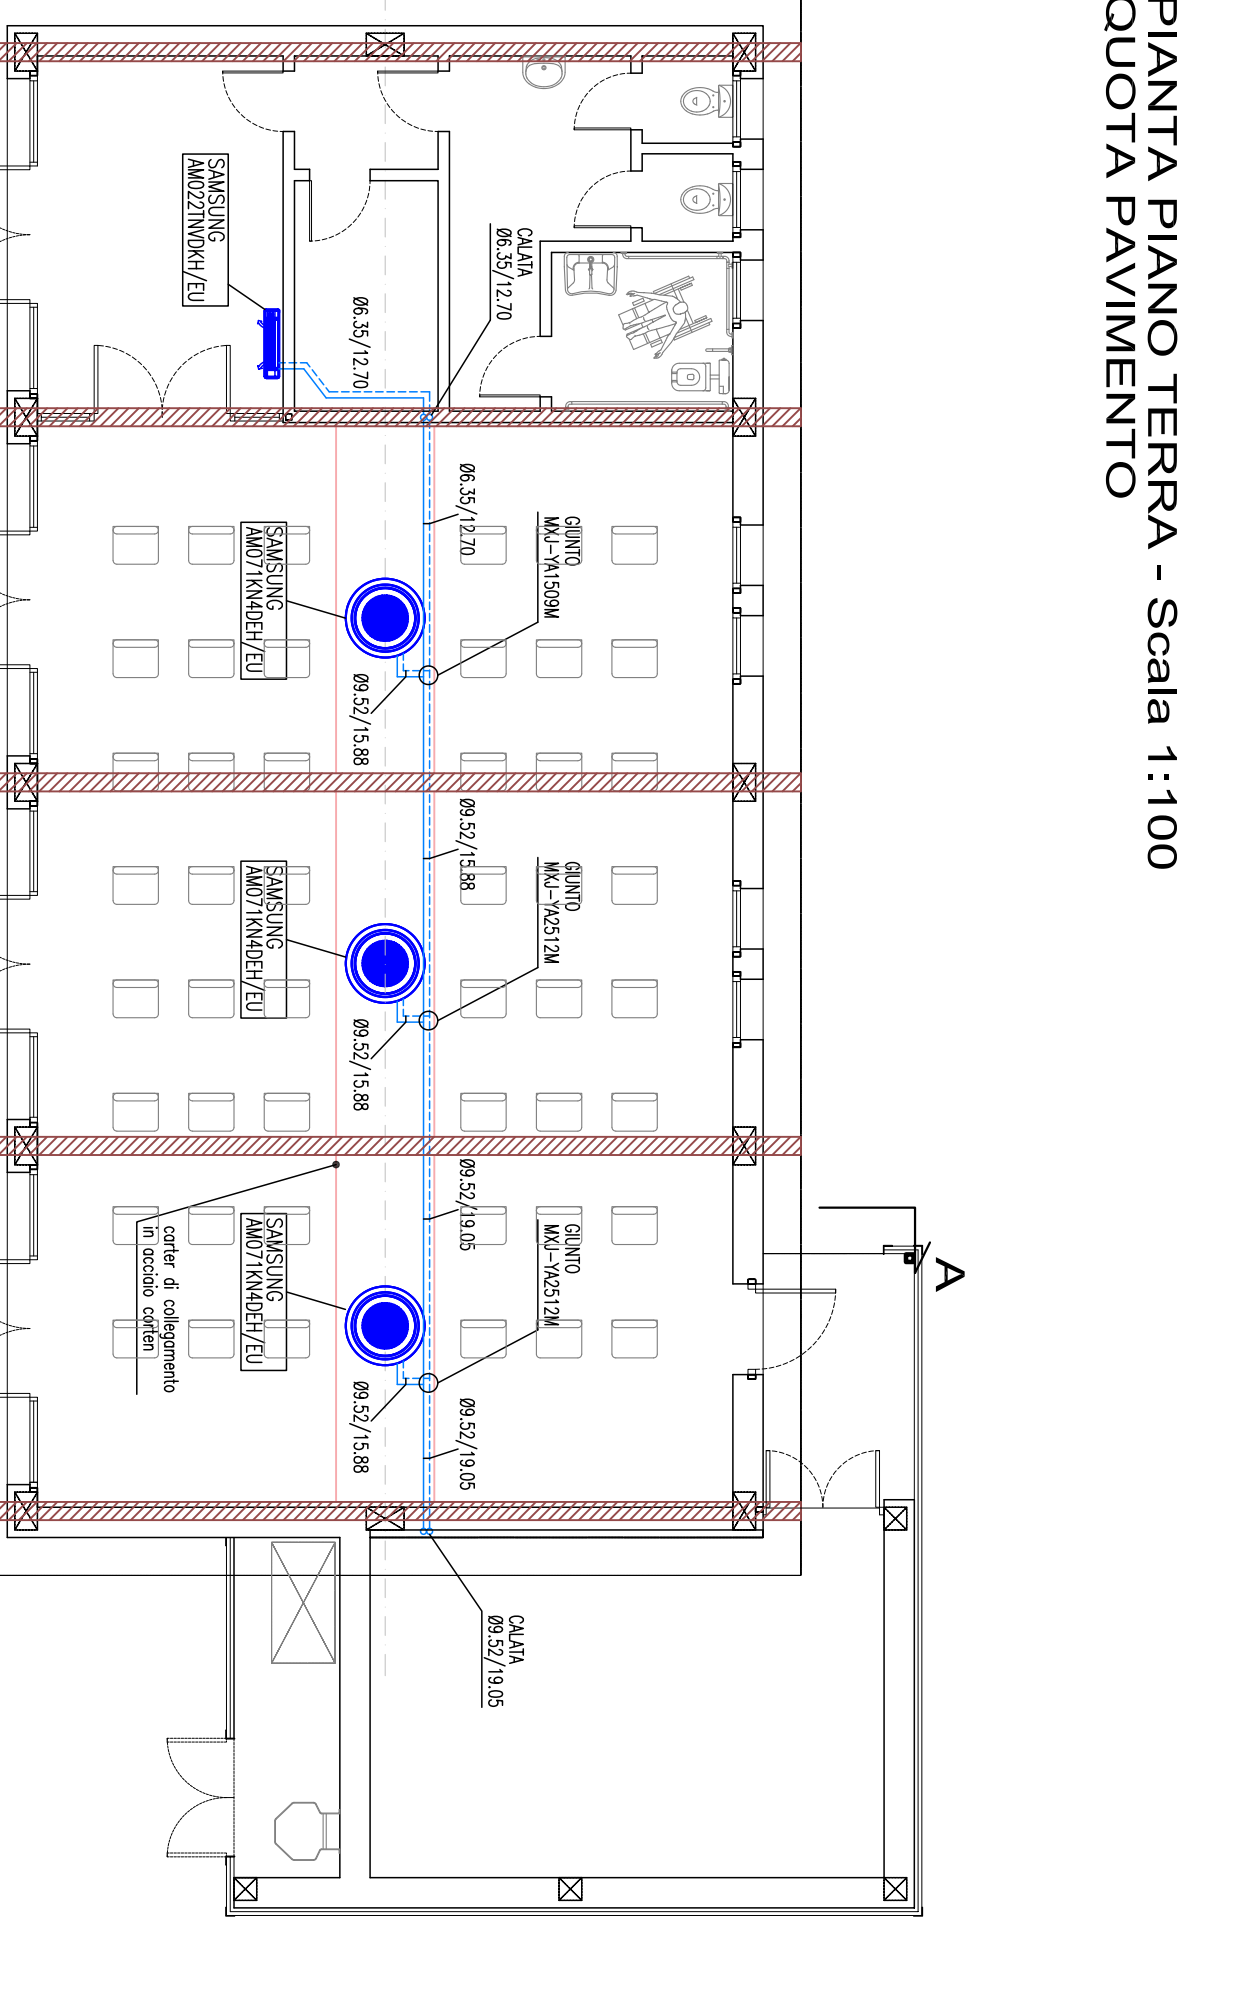 PIANTA PIANO TERRA - Scala 1:100
QUOTA PAVIMENTO
SAMSUNG
AM022TNVDKH/EU
Ø6.35/12.70
CALATA
Ø6.35/12.70
Ø6.35/12.70
GIUNTO
MXJ-YA1509M
SAMSUNG
AM071KN4DEH/EU
Ø9.52/15.88
Ø9.52/15.88
GIUNTO
MXJ-YA2512M
SAMSUNG
AM071KN4DEH/EU
Ø9.52/15.88
Ø9.52/19.05
GIUNTO
MXJ-YA2512M
SAMSUNG
AM071KN4DEH/EU
carter di collegamento
in acciaio corten
Ø9.52/15.88
Ø9.52/19.05
A
CALATA
Ø9.52/19.05